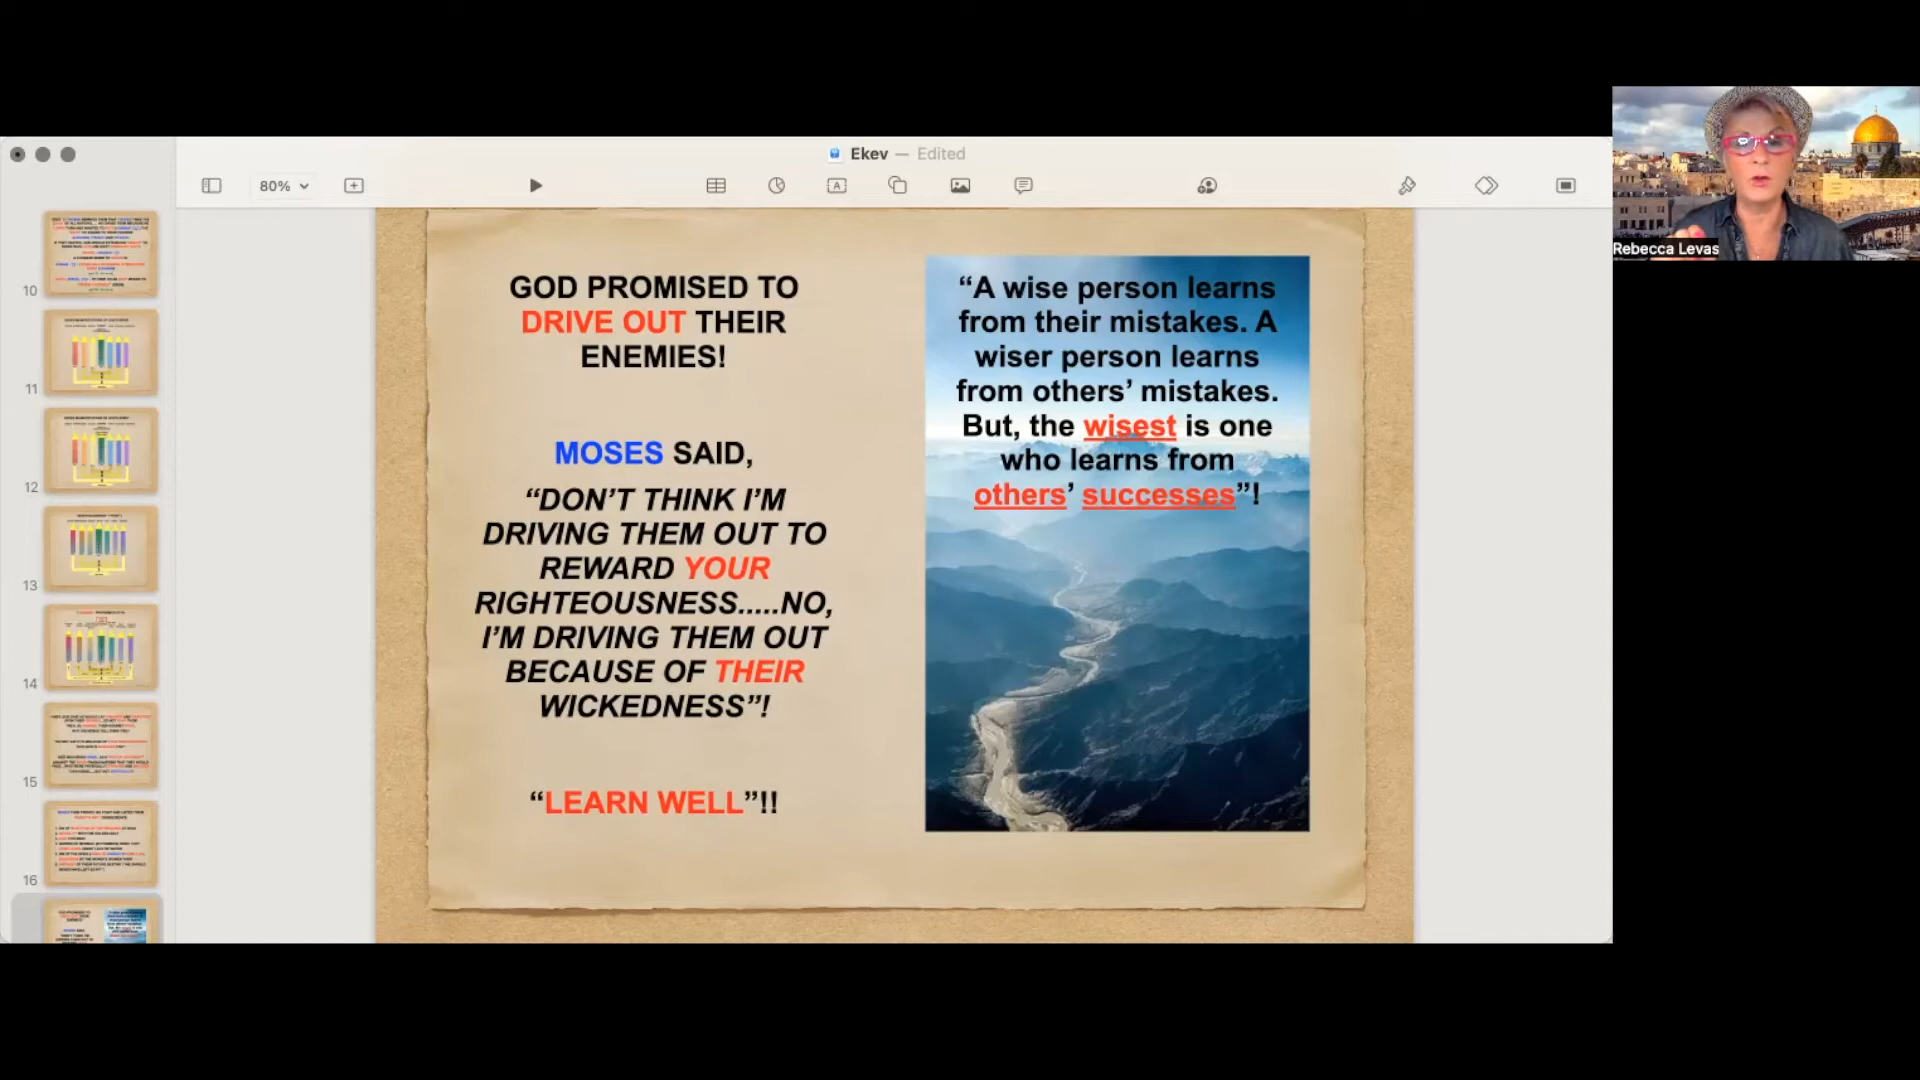 Ekev — Edited
80%
10
11
12
13
14
15
16
GOD PROMISED TO
DRIVE OUT THEIR
ENEMIES!
MOSES SAID,
“DON’T THINK I’M
DRIVING THEM OUT TO
REWARD YOUR
RIGHTEOUSNESS.....NO,
I’M DRIVING THEM OUT
BECAUSE OF THEIR
WICKEDNESS”!
“LEARN WELL”!!
“A wise person learns
from their mistakes. A
wiser person learns
from others’ mistakes.
But, the wisest is one
who learns from
others’ successes”!
Rebecca Levas